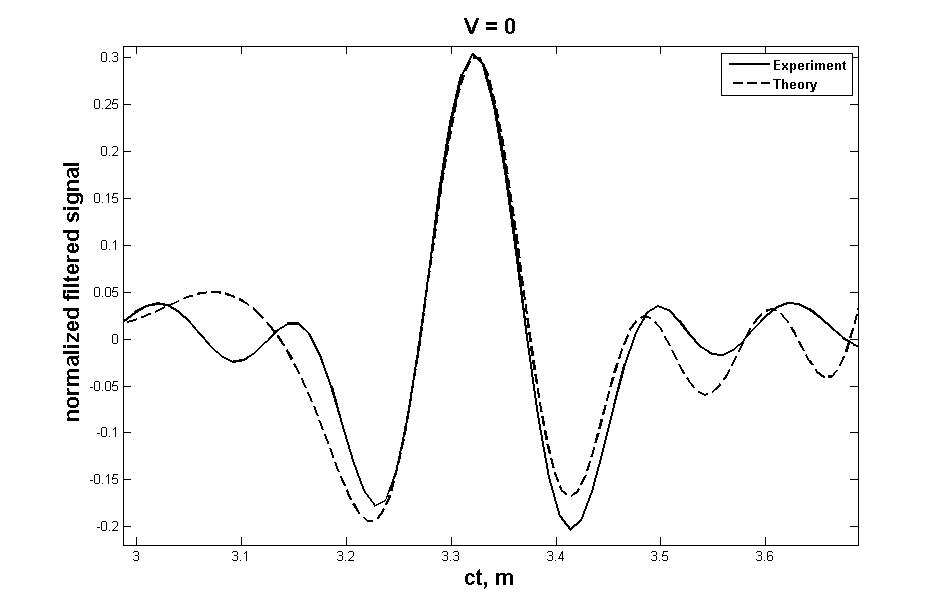 V = 0
Experiment
Theory
normalized filtered signal
0.3
0.25
0.2
0.15
0.1
0.05
0
-0.05
-0.1
-0.15
-0.2
3 3.1 3.2 3.3 3.4 3.5 3.6
ct, m